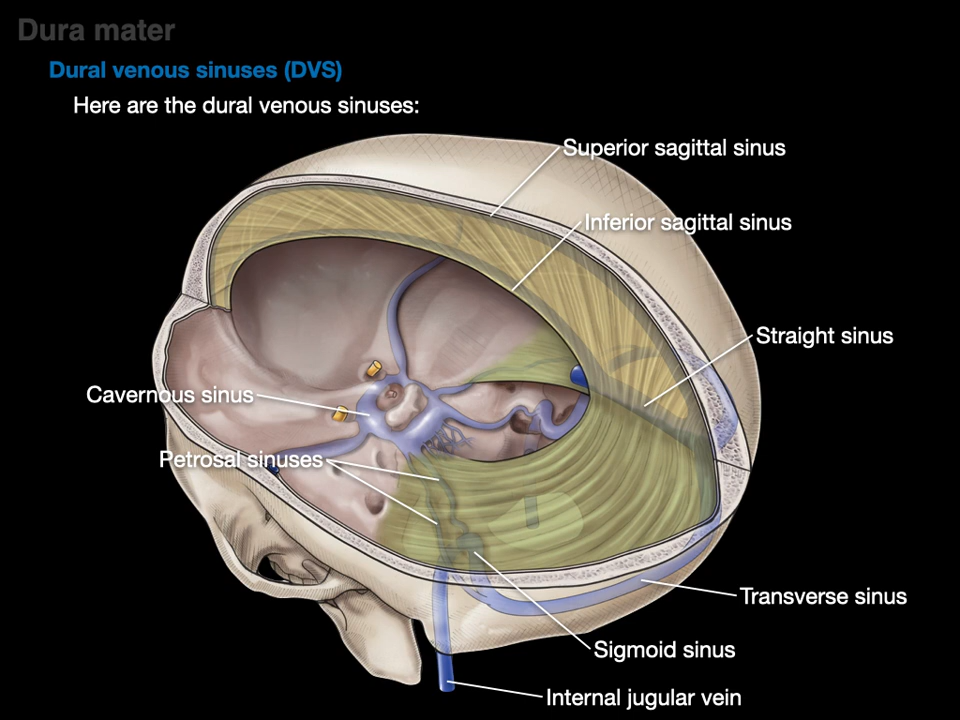 Dura mater
Dural venous sinuses (DVS)
Here are the dural venous sinuses:
Superior sagittal sinus
Inferior sagittal sinus
Straight sinus
Cavernous sinus
Petrosal sinuses
Transverse sinus
Sigmoid sinus
Internal jugular vein